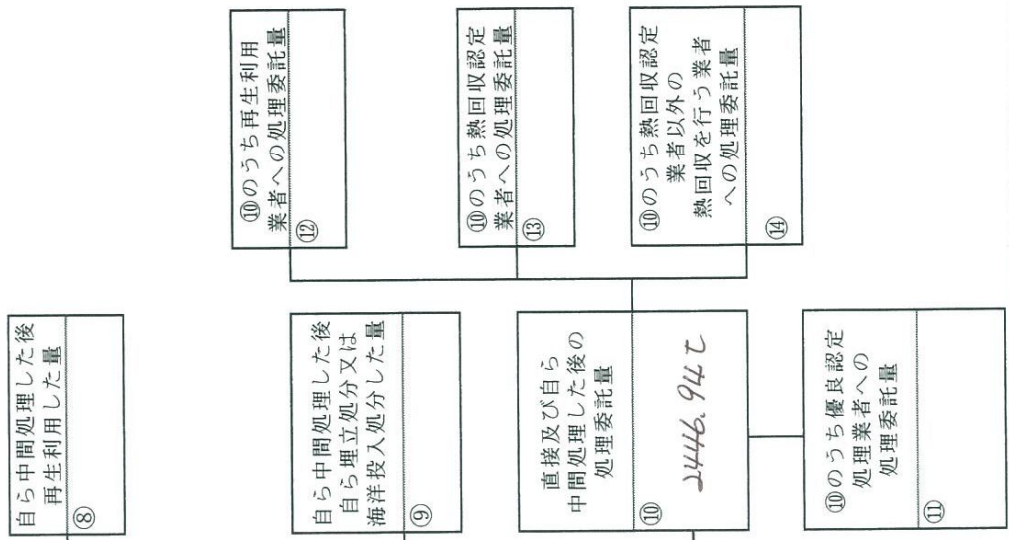 自ら中間処理した後
再生利用した量
⑧
自ら中間処理した後
自ら埋立処分又は
海洋投入処分した量
⑨
直接及び自ら
中間処理した後の
処理委託量
⑩
2446.94 t
⑩のうち優良認定
処理業者への
処理委託量
⑪
⑩のうち再生利用
業者への処理委託量
⑫
⑩のうち熱回収認定
業者への処理委託量
⑬
⑩のうち熱回収認定
業者以外の
熱回収を行う業者
への処理委託量
⑭